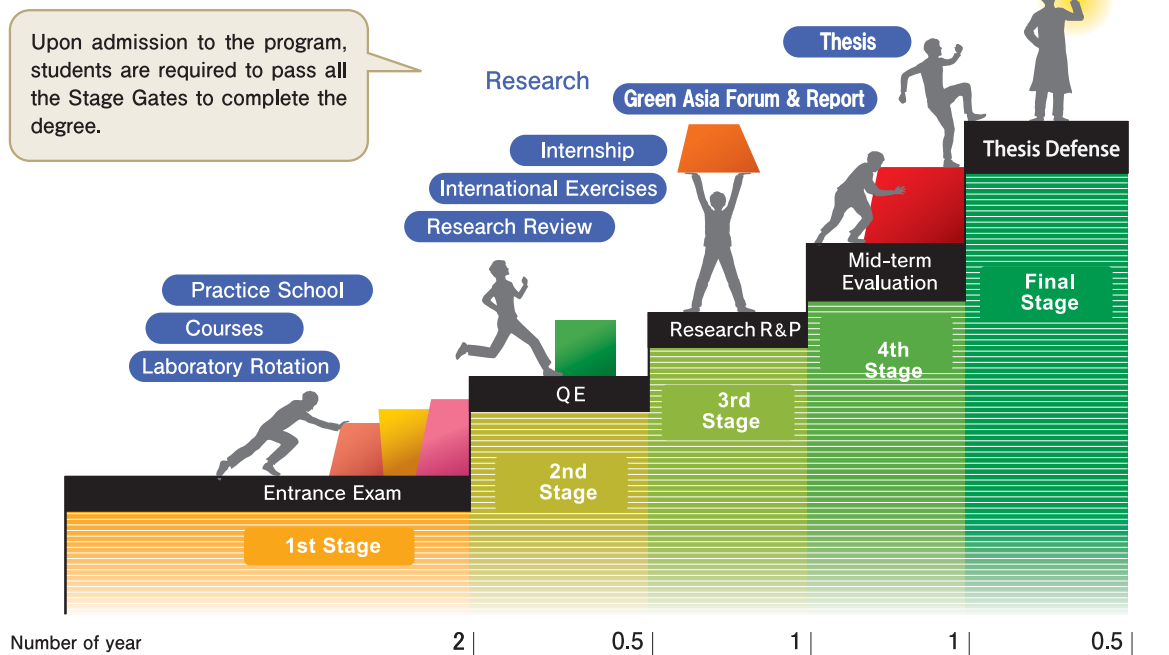 Upon admission to the program,
students are required to pass all
the Stage Gates to complete the
degree.
Thesis
Research
Green Asia Forum & Report
Internship
International Exercises
Research Review
Practice School
Courses
Laboratory Rotation
Thesis Defense
Mid-term
Evaluation
Research R&P
QE
Entrance Exam
Final
Stage
4th
Stage
3rd
Stage
2nd
Stage
1st Stage
Number of year 2 0.5 1 1 0.5